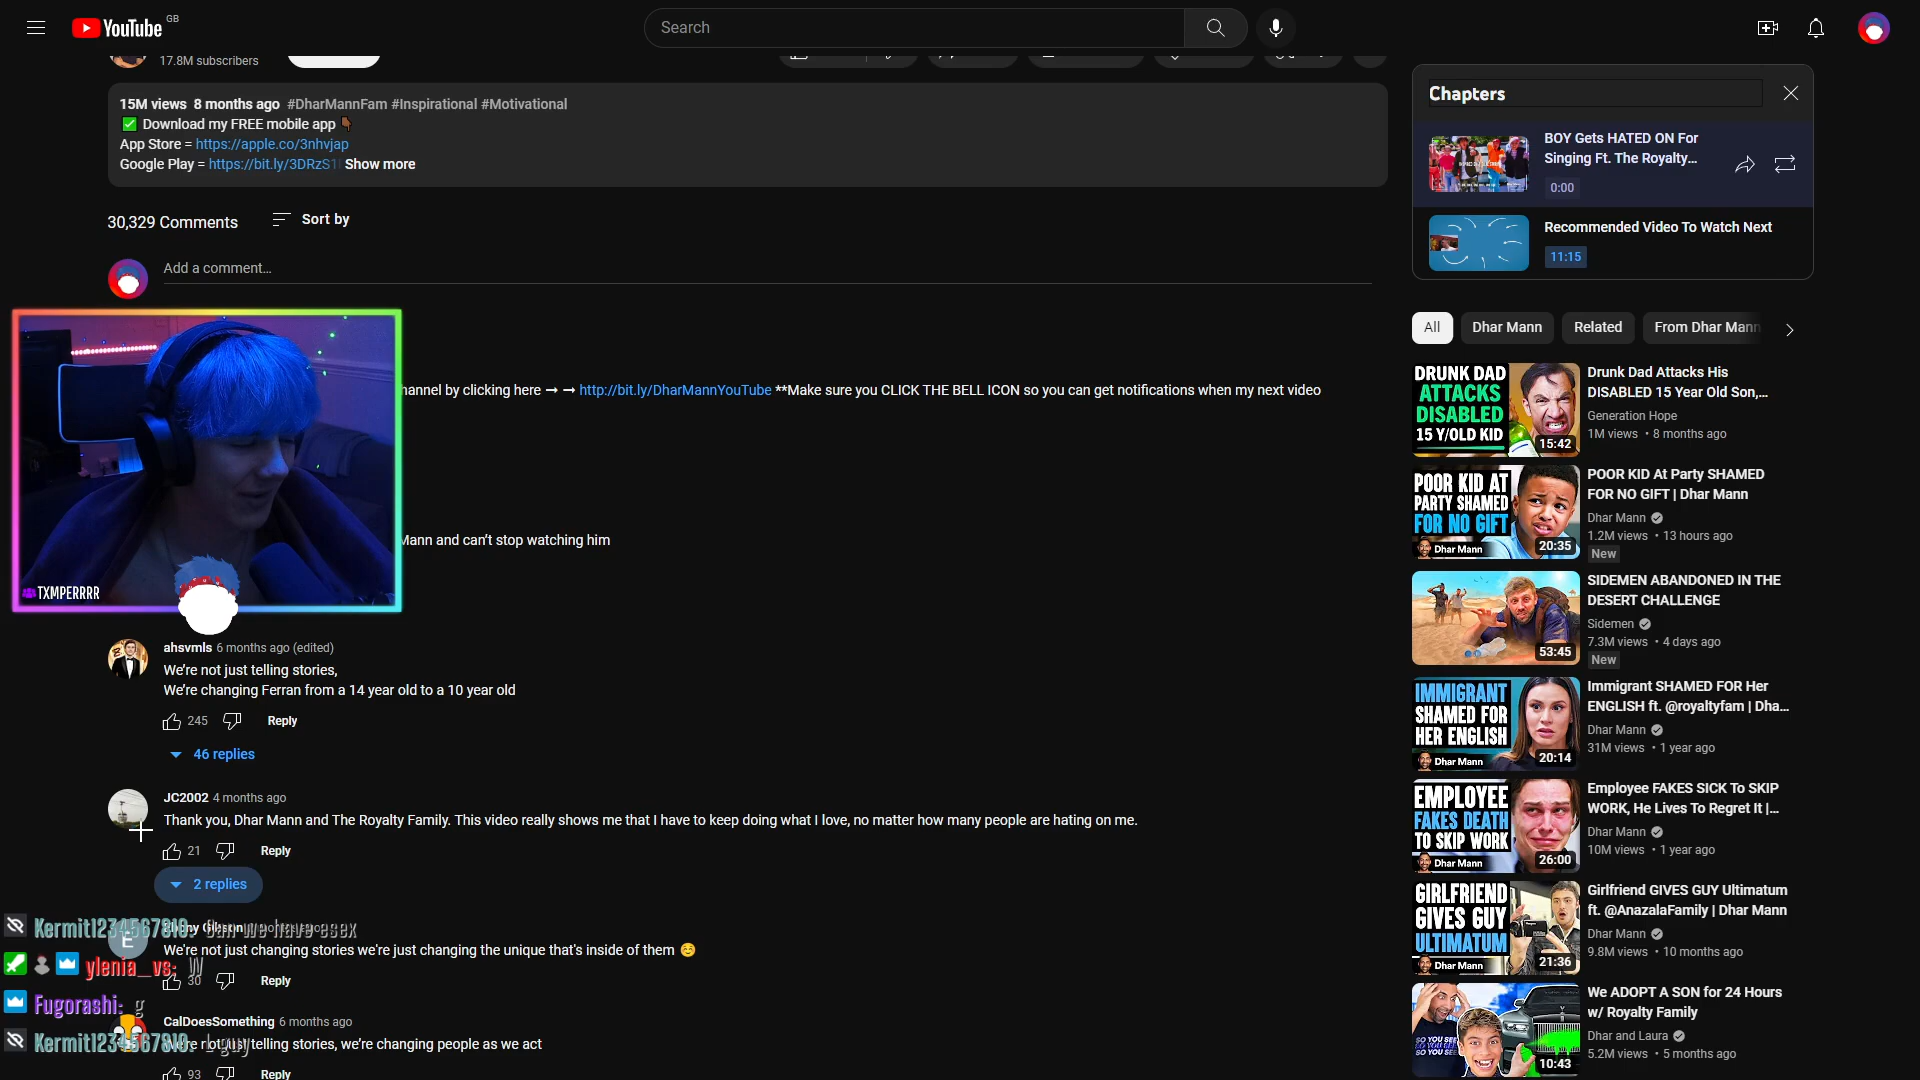 YouTube GB
Search
17.8M subscribers
15M views 8 months ago #DharMannFam #Inspirational #Motivational
Download my FREE mobile app
App Store = https://apple.co/3nhvjap
Google Play = https://bit.ly/3DRzS1 Show more
30,329 Comments
Sort by
Add a comment...
hannel by clicking here → → http://bit.ly/DharMannYouTube **Make sure you CLICK THE BELL ICON so you can get notifications when my next video
Mann and can't stop watching him
TXMPERRRR
ahsvmls 6 months ago (edited)
We're not just telling stories,
We're changing Ferran from a 14 year old to a 10 year old
245 Reply
46 replies
JC2002 4 months ago
Thank you, Dhar Mann and The Royalty Family. This video really shows me that I have to keep doing what I love, no matter how many people are hating on me.
21 Reply
2 replies
We're not just changing stories we're just changing the unique that's inside of them
30 Reply
CalDoesSomething 6 months ago
telling stories, we're changing people as we act
93 Reply
ylenia_vs: W
Fugorashi: g
Chapters
BOY Gets HATED ON For
Singing Ft. The Royalty...
0:00
Recommended Video To Watch Next
11:15
All
Dhar Mann
Related
From Dhar Mann
DRUNK DAD
ATTACKS
DISABLED
15 Y/OLD KID
15:42
Drunk Dad Attacks His
DISABLED 15 Year Old Son,...
Generation Hope
1M views • 8 months ago
POOR KID AT
PARTY SHAMED
FOR NO GIFT
Dhar Mann
20:35
POOR KID At Party SHAMED
FOR NO GIFT | Dhar Mann
Dhar Mann
1.2M views • 13 hours ago
New
53:45
SIDEMEN ABANDONED IN THE
DESERT CHALLENGE
Sidemen
7.3M views • 4 days ago
New
IMMIGRANT
SHAMED FOR
HER ENGLISH
Dhar Mann
20:14
Immigrant SHAMED FOR Her
ENGLISH ft. @royaltyfam | Dha...
Dhar Mann
31M views • 1 year ago
EMPLOYEE
FAKES DEATH
TO SKIP WORK
Dhar Mann
26:00
Employee FAKES SICK To SKIP
WORK, He Lives To Regret It |...
Dhar Mann
10M views • 1 year ago
GIRLFRIEND
GIVES GUY
ULTIMATUM
Dhar Mann
21:36
Girlfriend GIVES GUY Ultimatum
ft. @AnazalaFamily | Dhar Mann
Dhar Mann
9.8M views • 10 months ago
SO YOU SEE
SO YOU SEE
SO YOU SEE
10:43
We ADOPT A SON for 24 Hours
w/ Royalty Family
Dhar and Laura
5.2M views • 5 months ago